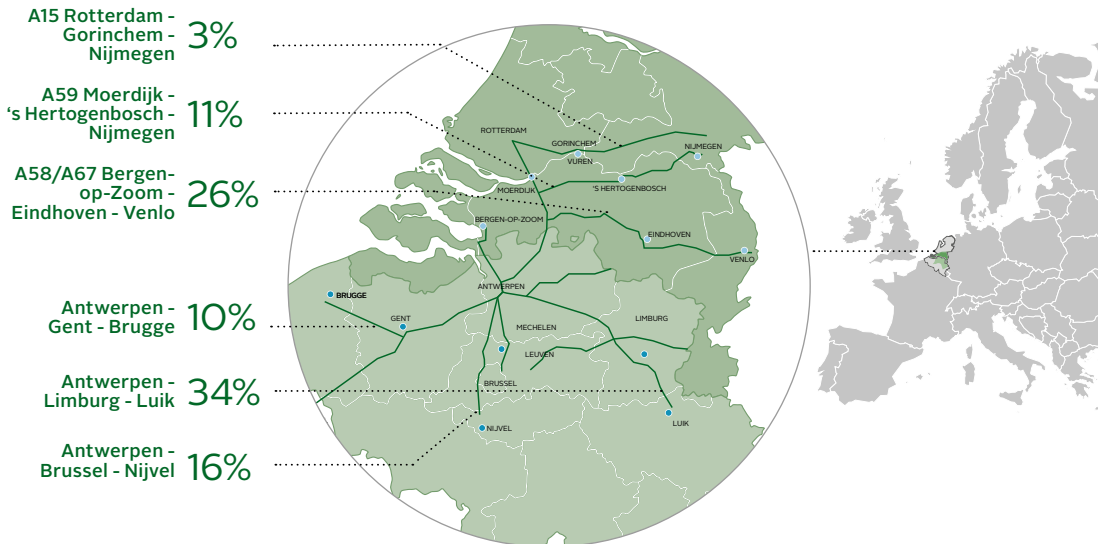 A15 Rotterdam -
Gorinchem -
Nijmegen
3%
A59 Moerdijk -
‘s Hertogenbosch -
Nijmegen
11%
A58/A67 Bergen-
op-Zoom -
Eindhoven - Venlo
26%
Antwerpen -
Gent - Brugge
10%
Antwerpen -
Limburg - Luik
34%
Antwerpen -
Brussel - Nijvel
16%
ROTTERDAM
GORINCHEM
VUREN
NIJMEGEN
MOERDIJK
'S HERTOGENBOSCH
BERGEN-OP-ZOOM
EINDHOVEN
VENLO
ANTWERPEN
BRUGGE
GENT
MECHELEN
LIMBURG
LEUVEN
BRUSSEL
NIJVEL
LUIK